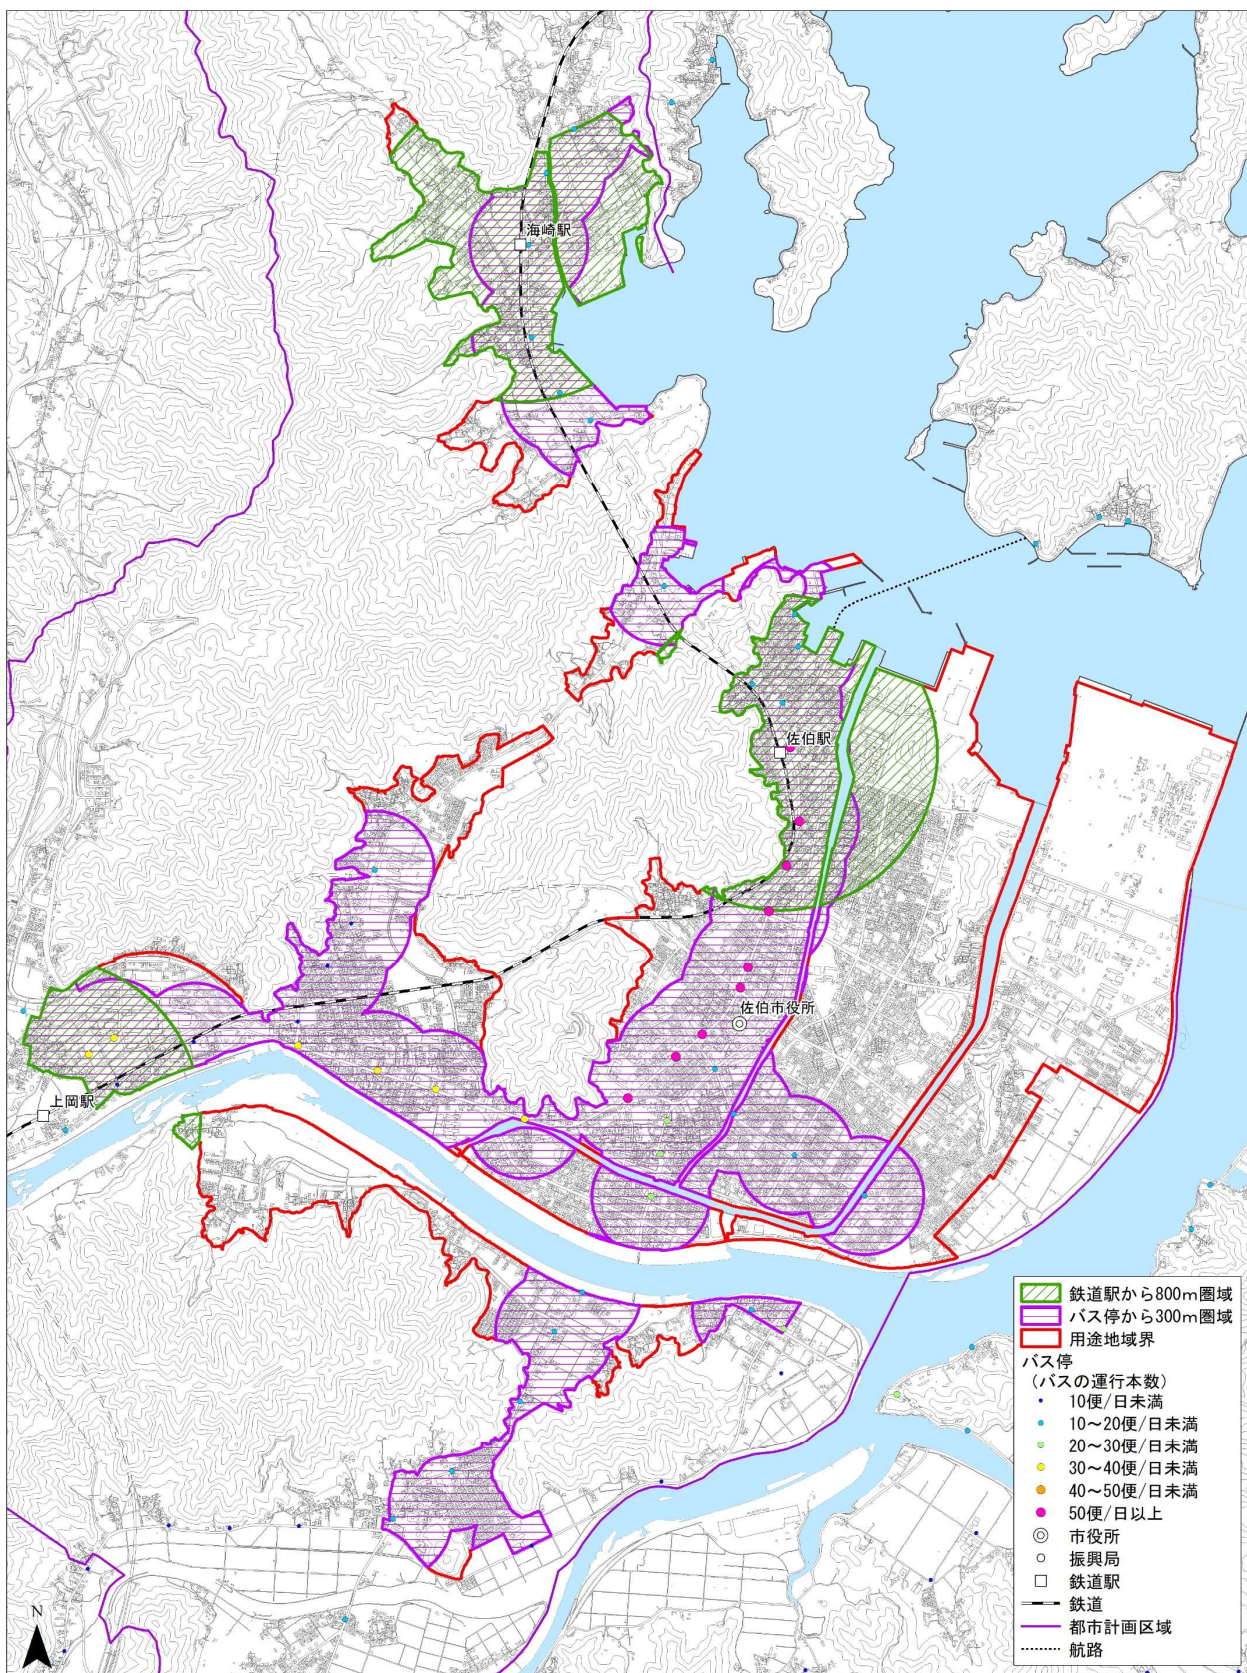 海崎駅
佐伯駅
佐伯市役所
上岡駅
鉄道駅から800m圏域
バス停から300m圏域
用途地域界
バス停
（バスの運行本数）
10便/日未満
10～20便/日未満
20～30便/日未満
30～40便/日未満
40～50便/日未満
50便/日以上
市役所
振興局
鉄道駅
鉄道
都市計画区域
航路
N